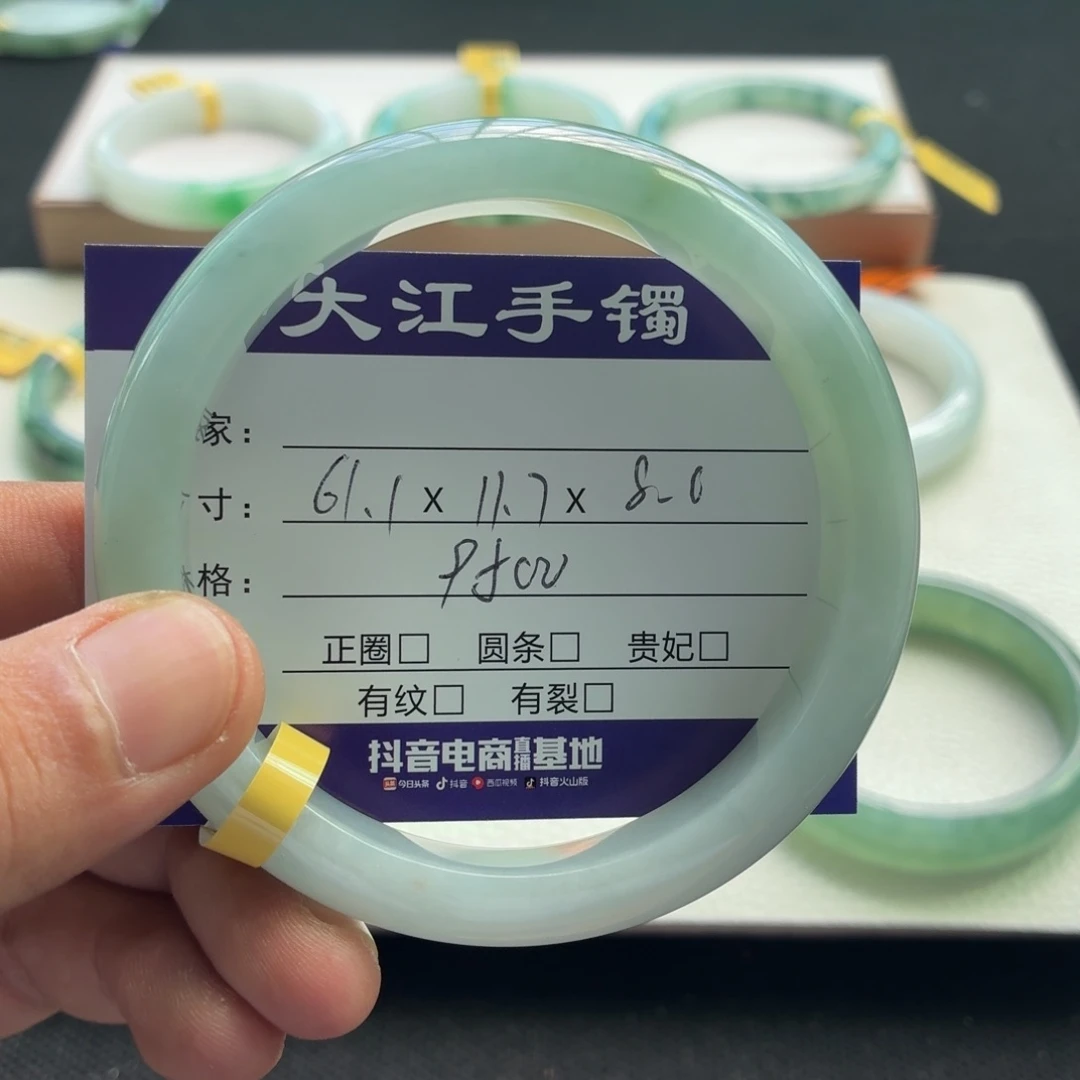 大江手镯
家：
寸： 61.1 x 11.7 x 8.0
格：
正圈□ 圆条□ 贵妃□
有纹□ 有裂□
抖音电商直播基地
今日头条 抖音 西瓜视频 抖音火山版